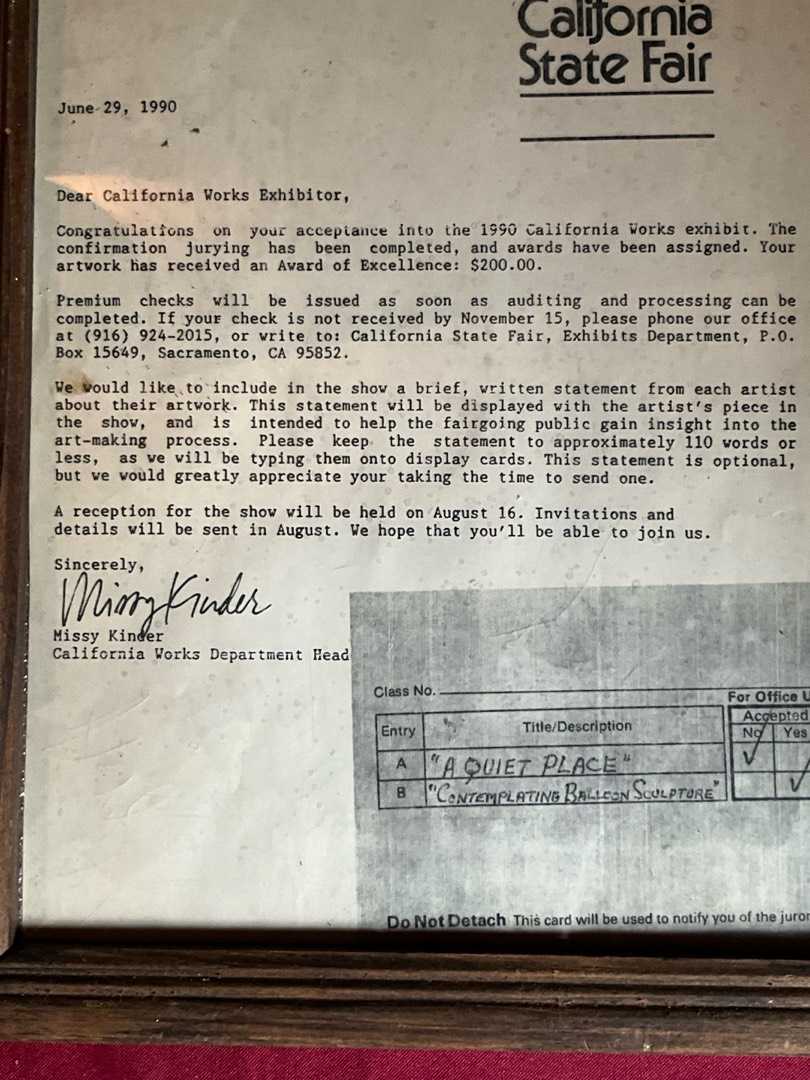 California
State Fair
June 29, 1990
Dear California Works Exhibitor,
Congratulations on your acceptance into the 1990 California Works exhibit. The
confirmation jurying has been completed, and awards have been assigned. Your
artwork has received an Award of Excellence: $200.00.
Premium checks will be issued as soon as auditing and processing can be
completed. If your check is not received by November 15, please phone our office
at (916) 924-2015, or write to: California State Fair, Exhibits Department, P.O.
Box 15649, Sacramento, CA 95852.
We would like to include in the show a brief, written statement from each artist
about their artwork. This statement will be displayed with the artist's piece in
the show, and is intended to help the fairgoing public gain insight into the
art-making process. Please keep the statement to approximately 110 words or
less, as we will be typing them onto display cards. This statement is optional,
but we would greatly appreciate your taking the time to send one.
A reception for the show will be held on August 16. Invitations and
details will be sent in August. We hope that you'll be able to join us.
Sincerely,
Missy Kinder
Missy Kinder
California Works Department Head
Class No.
For Office U
Entry Title/Description Accepted
No Yes
A "A QUIET PLACE"
B "CONTEMPLATING BALLOON SCULPTURE"
Do Not Detach This card will be used to notify you of the juror